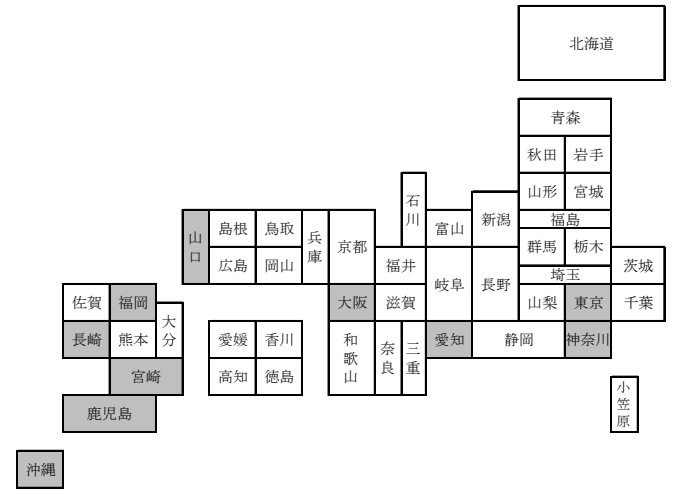 北海道
青森
秋田
岩手
山形
宮城
石川
新潟
福島
山口
島根
鳥取
兵庫
京都
富山
群馬
栃木
広島
岡山
福井
岐阜
長野
埼玉
茨城
佐賀
福岡
大阪
滋賀
山梨
東京
千葉
長崎
熊本
大分
愛媛
香川
和歌山
奈良
三重
愛知
静岡
神奈川
宮崎
高知
徳島
小笠原
鹿児島
沖縄